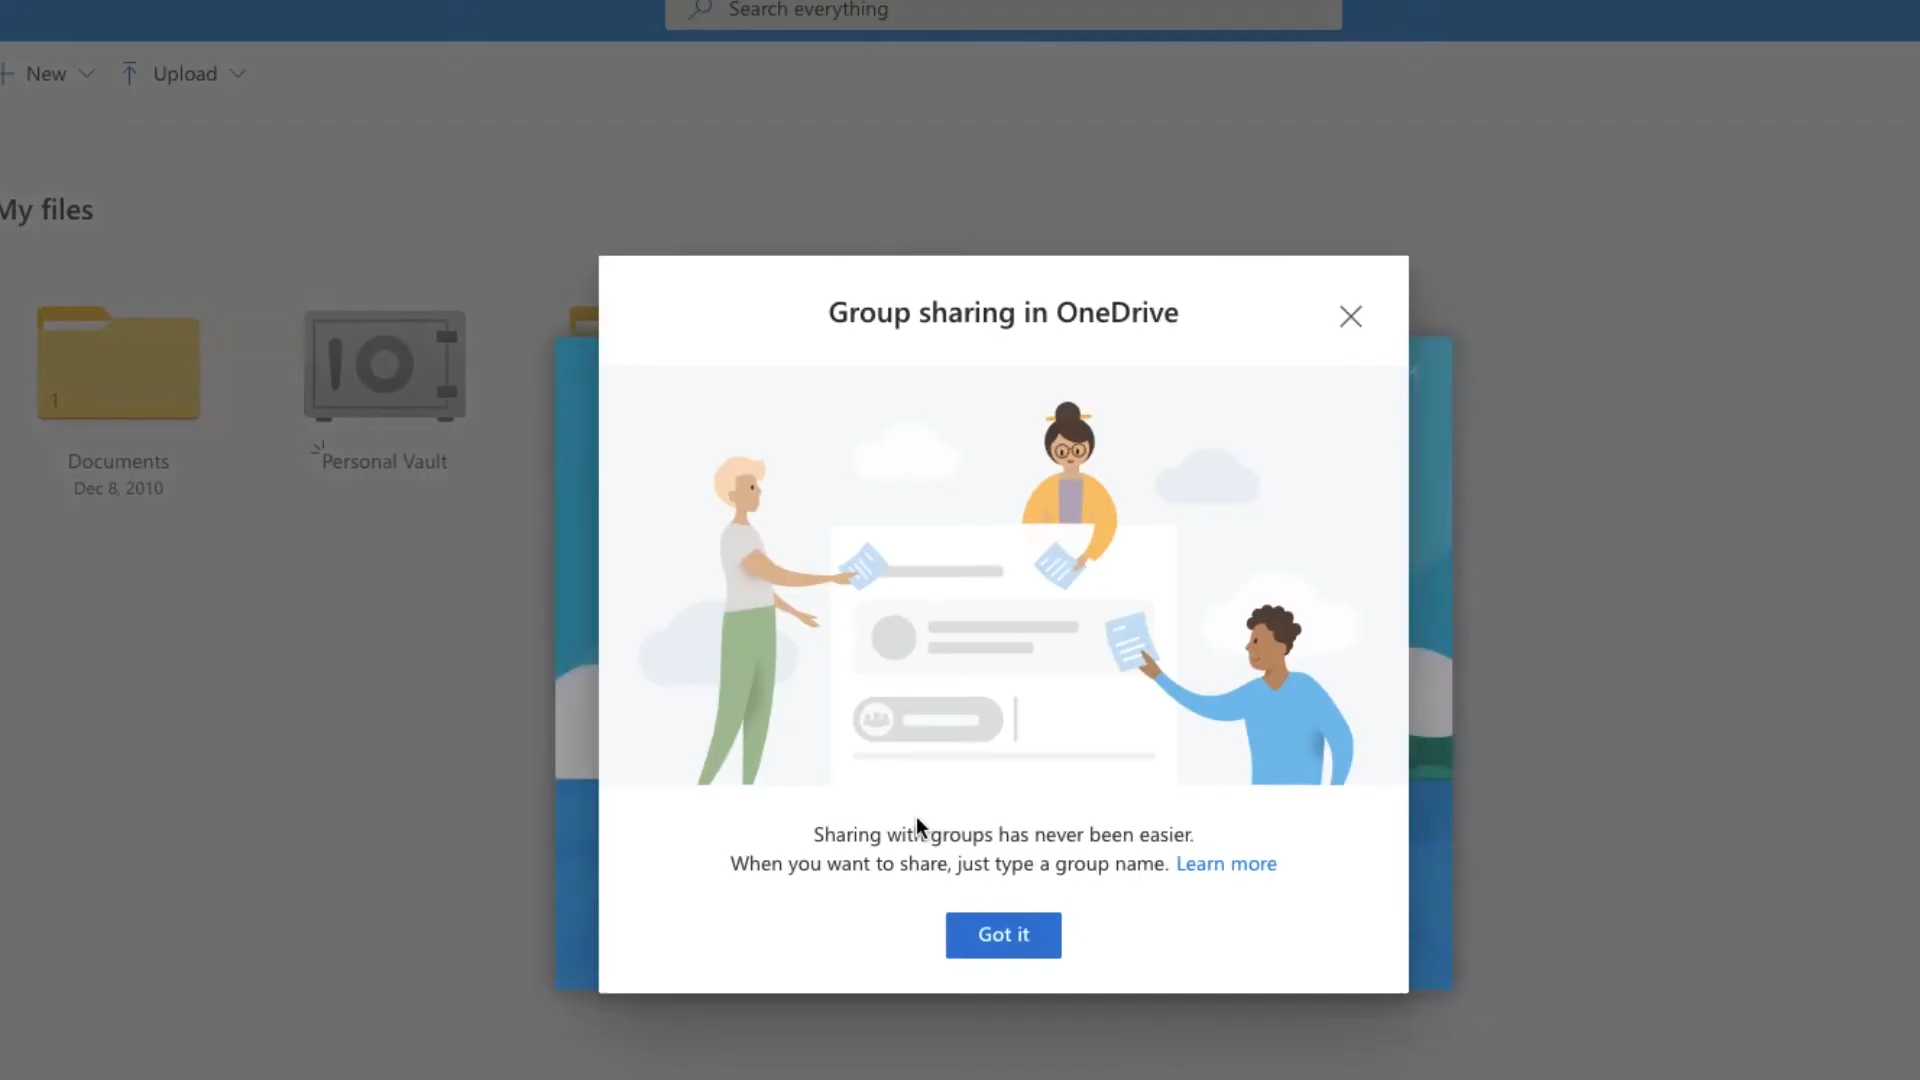 Search everything
New
Upload
My files
Group sharing in OneDrive
1
Documents
Dec 8, 2010
Personal Vault
Sharing with groups has never been easier.
When you want to share, just type a group name. Learn more
Got it